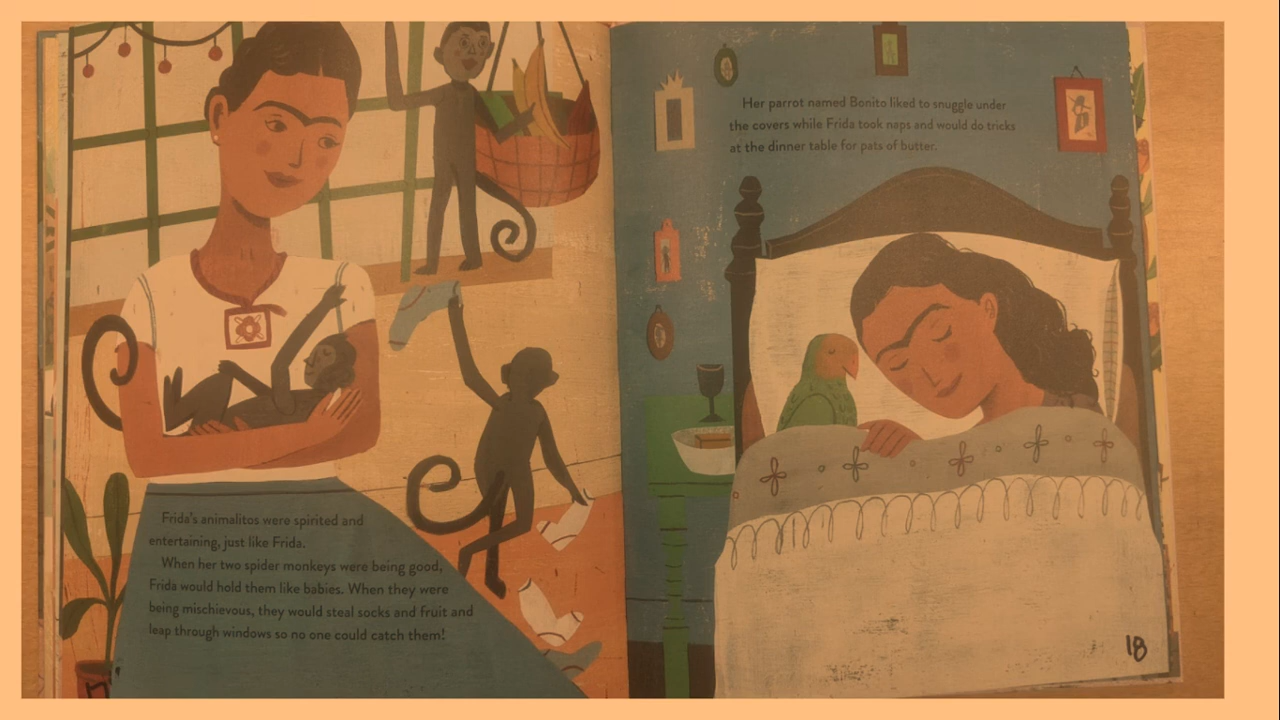 Frida's animalitos were spirited and
entertaining, just like Frida.
When her two spider monkeys were being good,
Frida would hold them like babies. When they were
being mischievous, they would steal socks and fruit and
leap through windows so no one could catch them!
Her parrot named Bonito liked to snuggle under
the covers while Frida took naps and would do tricks
at the dinner table for pats of butter.
18